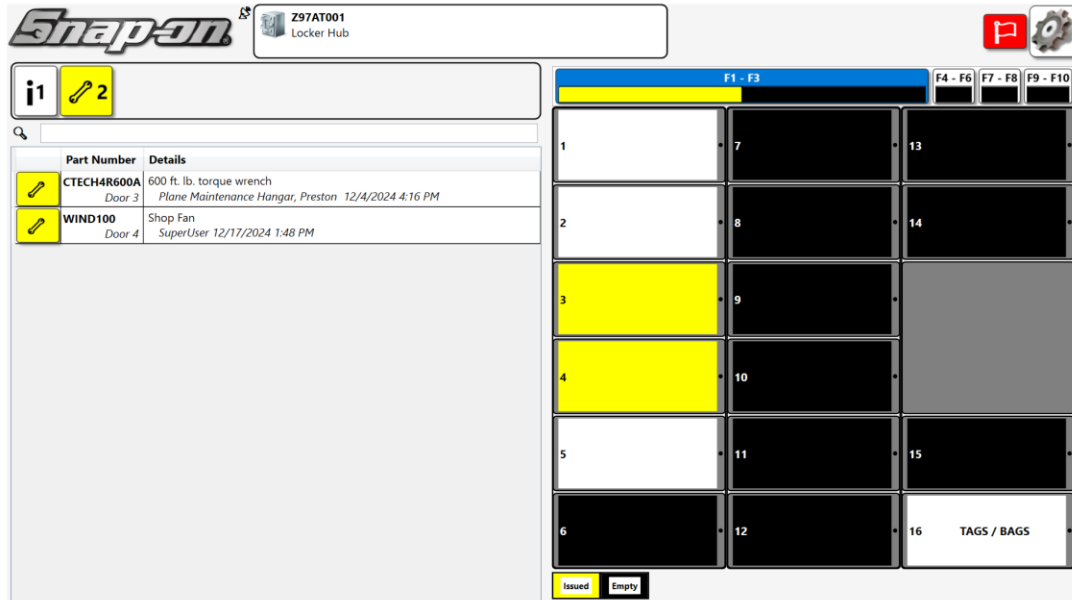 Snap-on
Z97AT001
Locker Hub
i1
2
F1 - F3
F4 - F6
F7 - F8
F9 - F10
Part Number Details
CTECH4R600A 600 ft. lb. torque wrench
Door 3 Plane Maintenance Hangar, Preston 12/4/2024 4:16 PM
WIND100 Shop Fan
Door 4 SuperUser 12/17/2024 1:48 PM
1
7
13
2
8
14
3
9
4
10
5
11
15
6
12
16 TAGS / BAGS
Issued
Empty